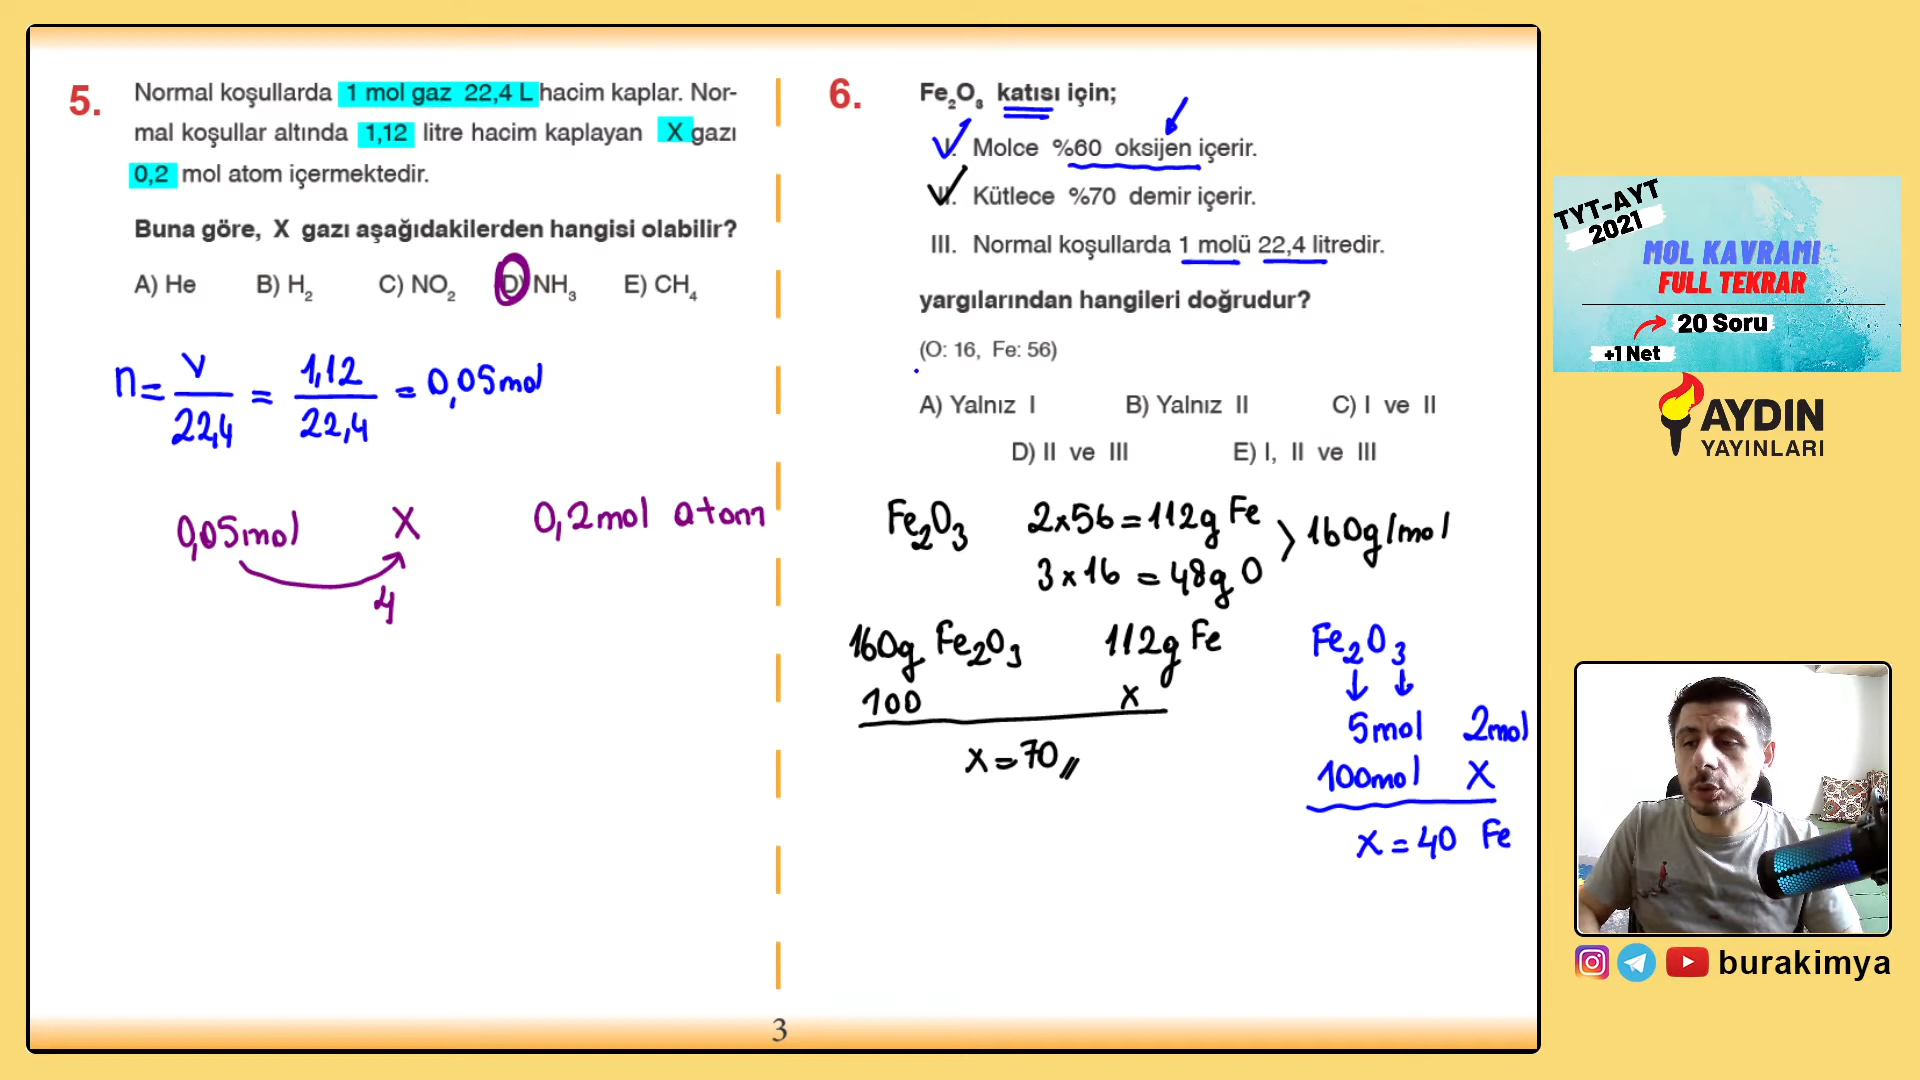 5. Normal koşullarda 1 mol gaz 22,4 L hacim kaplar. Nor-
mal koşullar altında 1,12 litre hacim kaplayan X gazı
0,2 mol atom içermektedir.
Buna göre, X gazı aşağıdakilerden hangisi olabilir?
A) He B) H₂ C) NO₂ D) NH₃ E) CH₄
n = V / 22,4 = 1,12 / 22,4 = 0,05 mol
0,05 mol X 0,2 mol atom
4
6. Fe₂O₃ katısı için;
I. Molce %60 oksijen içerir.
II. Kütlece %70 demir içerir.
III. Normal koşullarda 1 molü 22,4 litredir.
yargılarından hangileri doğrudur?
(O: 16, Fe: 56)
A) Yalnız I B) Yalnız II C) I ve II
D) II ve III E) I, II ve III
Fe₂O₃ 2x56 = 112g Fe > 160g/mol
3x16 = 48g O
160g Fe₂O₃ 112g Fe
100 X
X = 70
Fe₂O₃
5mol 2mol
100mol X
X = 40 Fe
3
TYT-AYT
2021
MOL KAVRAMI
FULL TEKRAR
20 Soru
+1 Net
AYDIN
YAYINLARI
burakimya